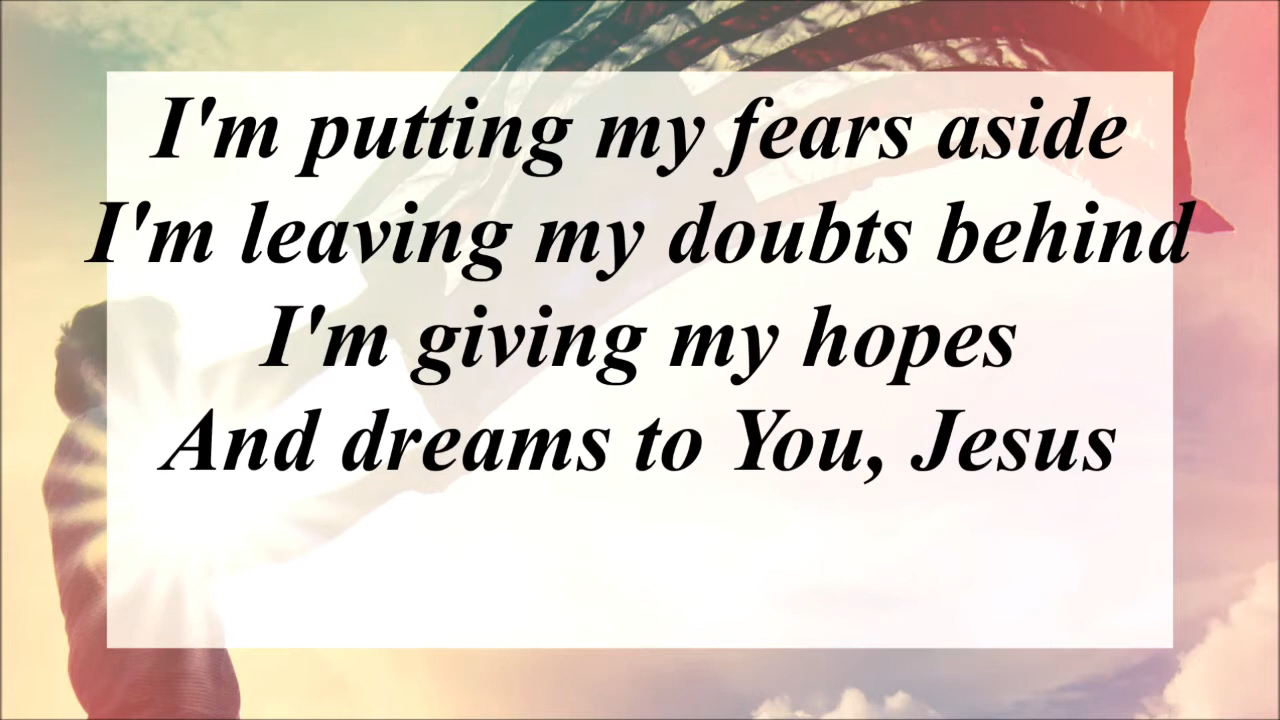 I'm putting my fears aside
I'm leaving my doubts behind
I'm giving my hopes
And dreams to You, Jesus